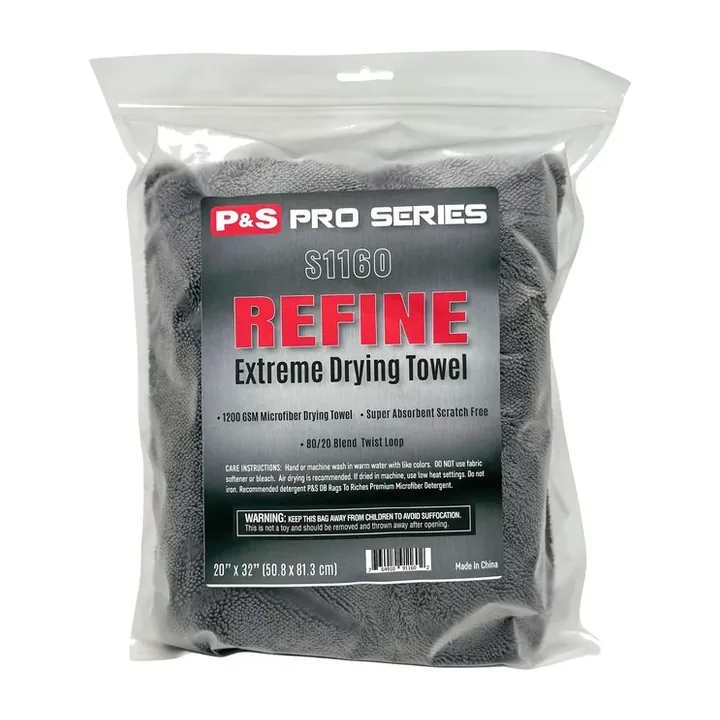 P&S PRO SERIES
S1160
REFINE
Extreme Drying Towel
• 1200 GSM Microfiber Drying Towel • Super Absorbent Scratch Free
• 80/20 Blend Twist Loop
CARE INSTRUCTIONS: Hand or machine wash in warm water with like colors. DO NOT use fabric
softener or bleach. Air drying is recommended. If dried in machine, use low heat settings. Do not
iron. Recommended detergent P&S DB Rags To Riches Premium Microfiber Detergent.
WARNING: KEEP THIS BAG AWAY FROM CHILDREN TO AVOID SUFFOCATION.
This is not a toy and should be removed and thrown away after opening.
20" x 32" (50.8 x 81.3 cm)
Made In China